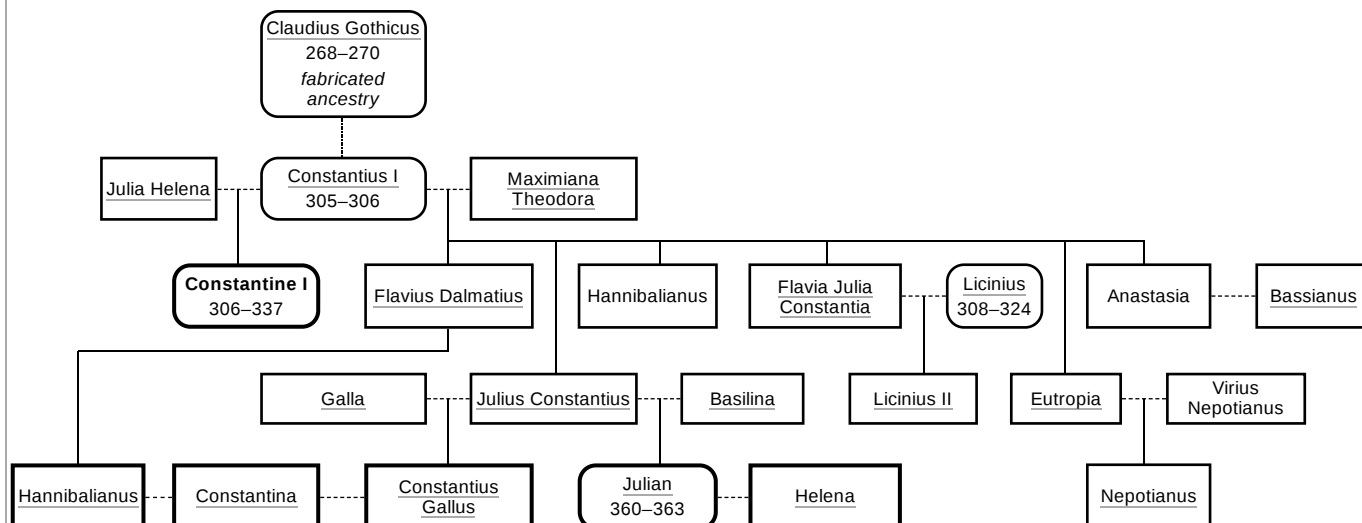 Claudius Gothicus
268–270
fabricated
ancestry
Julia Helena
Constantius I
305–306
Maximiana
Theodora
Constantine I
306–337
Flavius Dalmatius
Hannibalianus
Flavia Julia
Constantia
Licinius
308–324
Anastasia
Bassianus
Galla
Julius Constantius
Basilina
Licinius II
Eutropia
Virius
Nepotianus
Hannibalianus
Constantina
Constantius
Gallus
Julian
360–363
Helena
Nepotianus